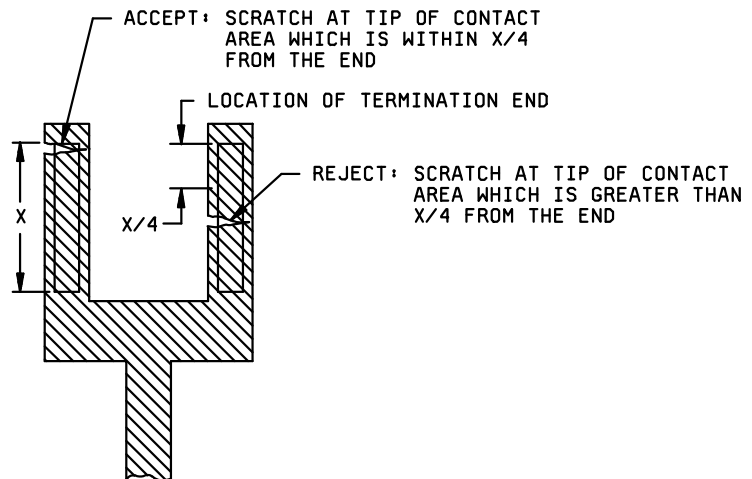 ACCEPT: SCRATCH AT TIP OF CONTACT
AREA WHICH IS WITHIN X/4
FROM THE END
LOCATION OF TERMINATION END
REJECT: SCRATCH AT TIP OF CONTACT
AREA WHICH IS GREATER THAN
X/4 FROM THE END
X
X/4